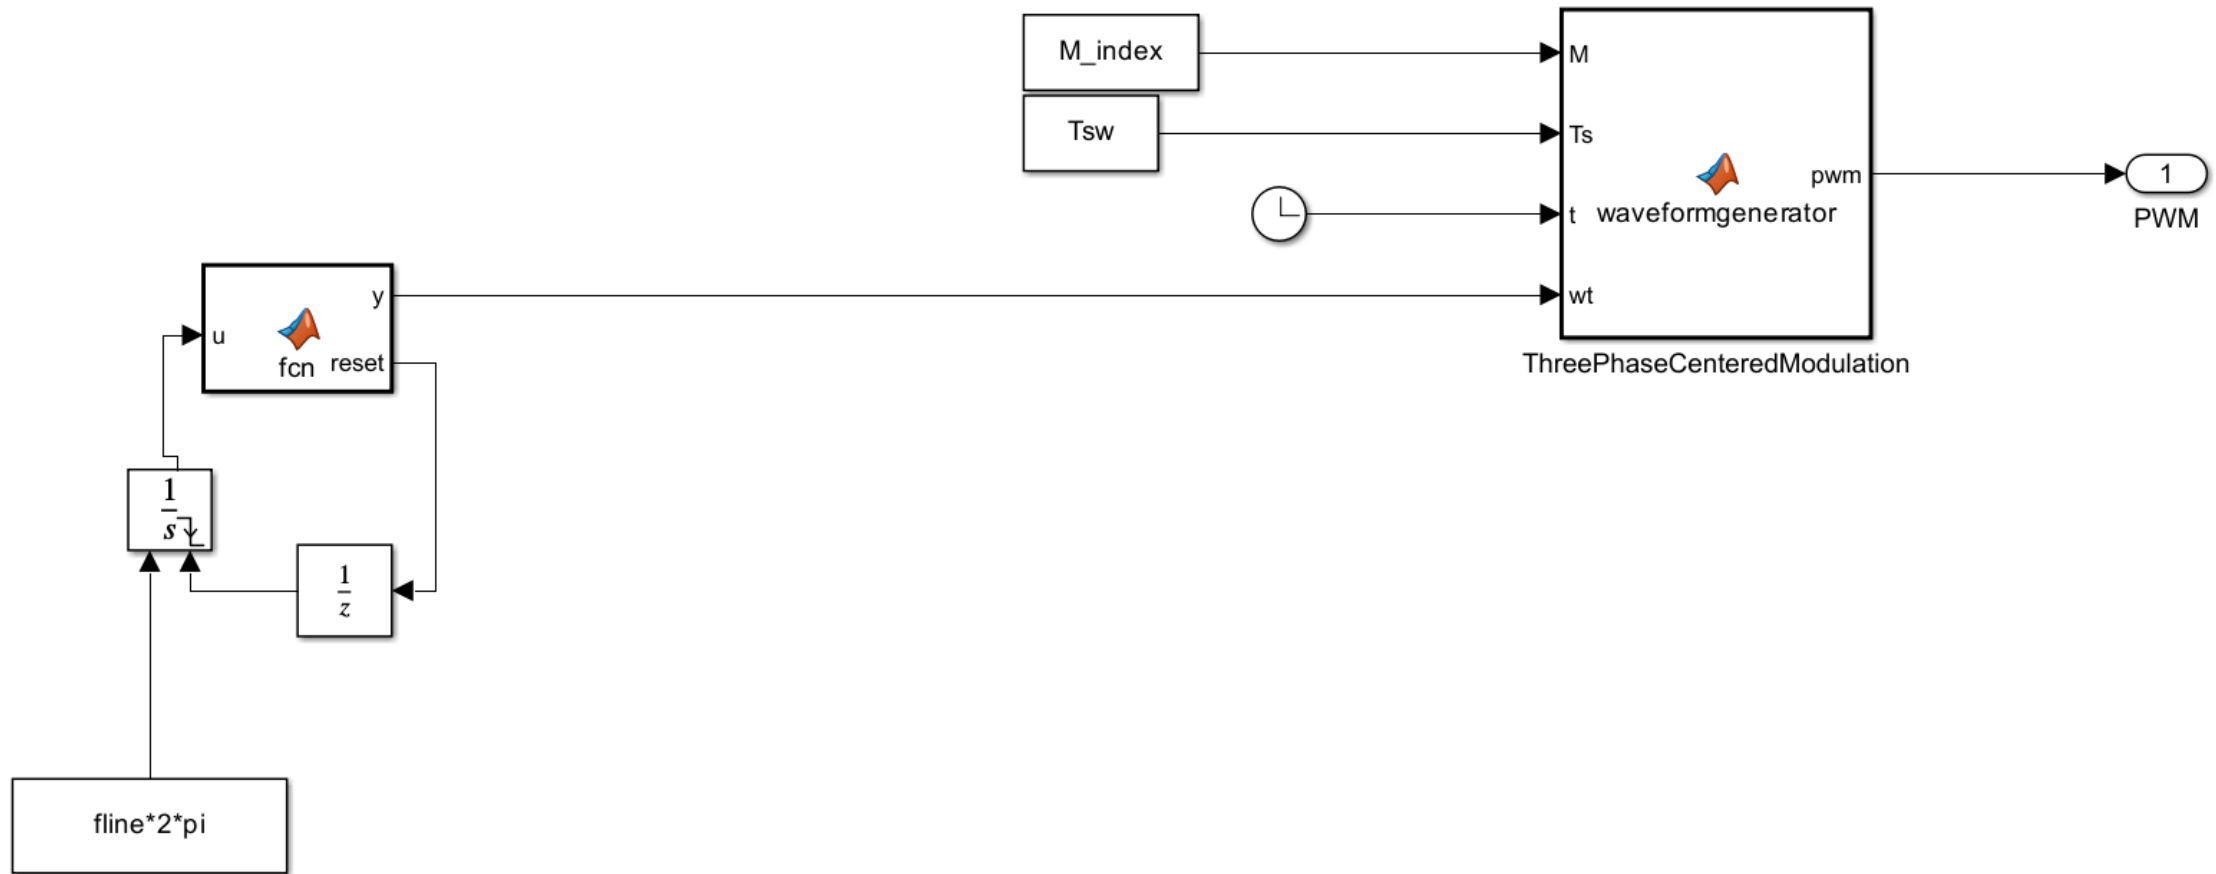 M_index
M
Tsw
Ts
pwm
1
t
waveformgenerator
PWM
y
wt
u
fcn
reset
ThreePhaseCenteredModulation
1
s
1
z
fline*2*pi